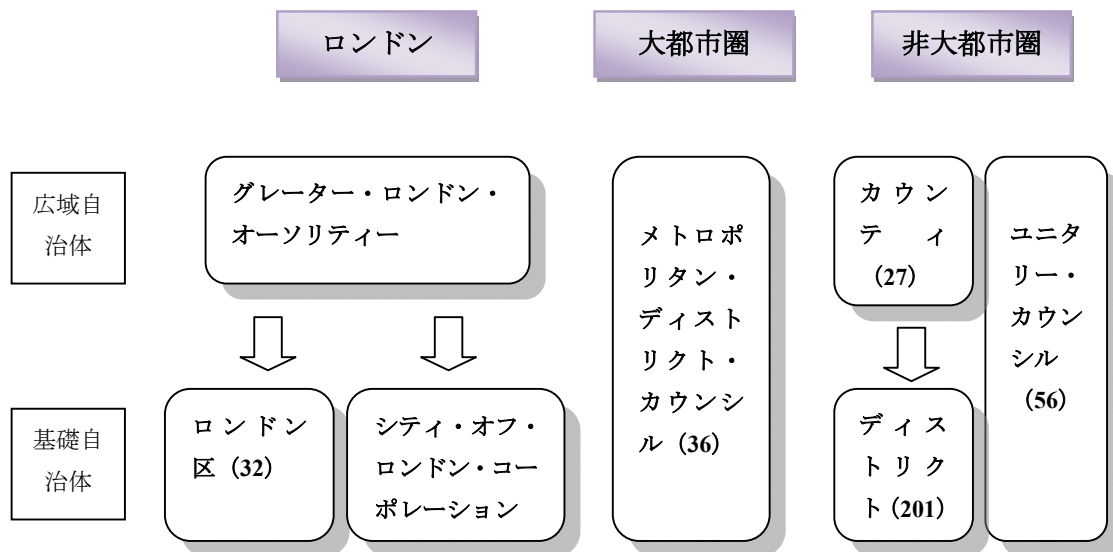 ロンドン
大都市圏
非大都市圏
広域自
治体
グレーター・ロンドン・
オーソリティー
メトロポ
リタン・
ディスト
リクト・
カウンシ
ル（36）
カウン
ティ
（27）
ユニタ
リー・
カウン
シル
（56）
基礎自
治体
ロンドン
区（32）
シティ・オフ・
ロンドン・コー
ポレーション
ディス
トリク
ト（201）